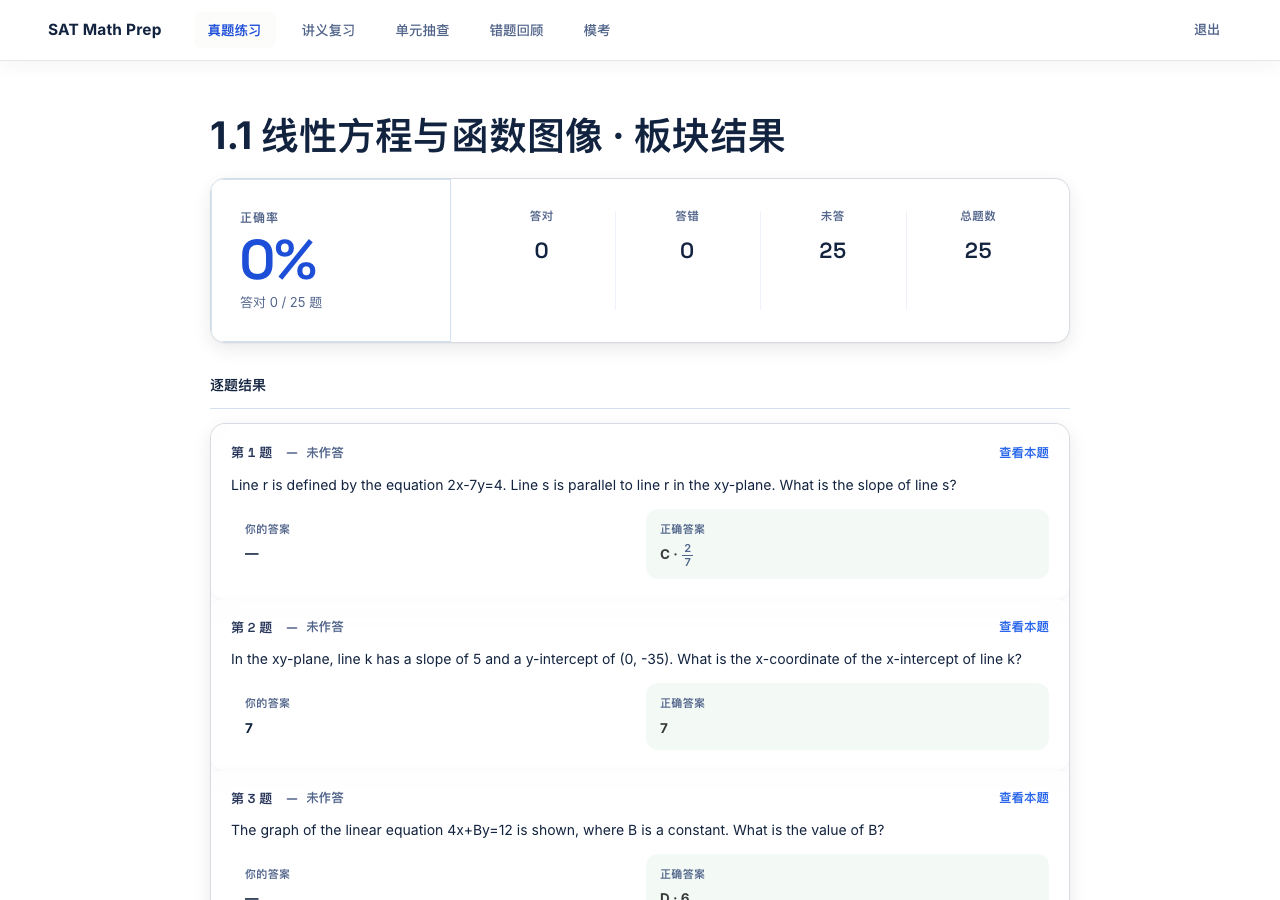 SAT Math Prep 真题练习 讲义复习 单元抽查 错题回顾 模考 退出
1.1 线性方程与函数图像 · 板块结果
正确率
0%
答对 0 / 25 题
答对 答错 未答 总题数
0 0 25 25
逐题结果
第 1 题 — 未作答 查看本题
Line r is defined by the equation 2x-7y=4. Line s is parallel to line r in the xy-plane. What is the slope of line s?
你的答案 正确答案
— C · 2/7
第 2 题 — 未作答 查看本题
In the xy-plane, line k has a slope of 5 and a y-intercept of (0, -35). What is the x-coordinate of the x-intercept of line k?
你的答案 正确答案
7 7
第 3 题 — 未作答 查看本题
The graph of the linear equation 4x+By=12 is shown, where B is a constant. What is the value of B?
你的答案 正确答案
— D · 6